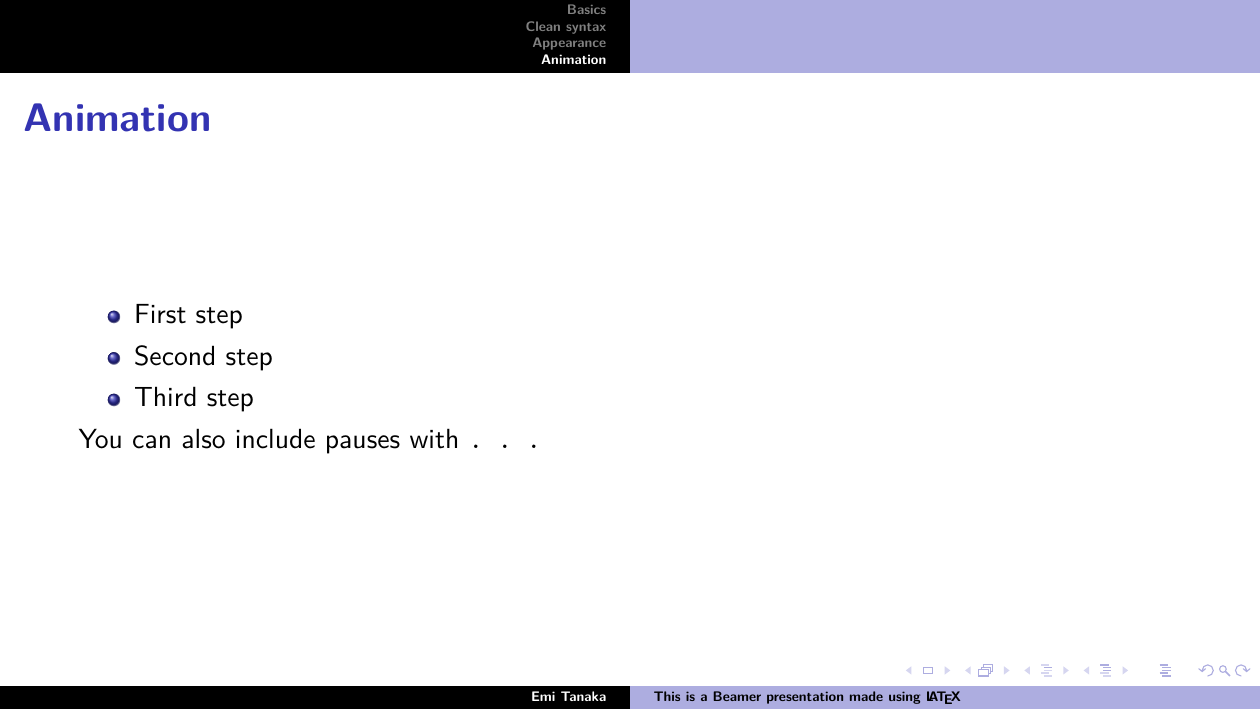 Basics
Clean syntax
Appearance
Animation
Animation
First step
Second step
Third step
You can also include pauses with . . .
Emi Tanaka
This is a Beamer presentation made using LATEX